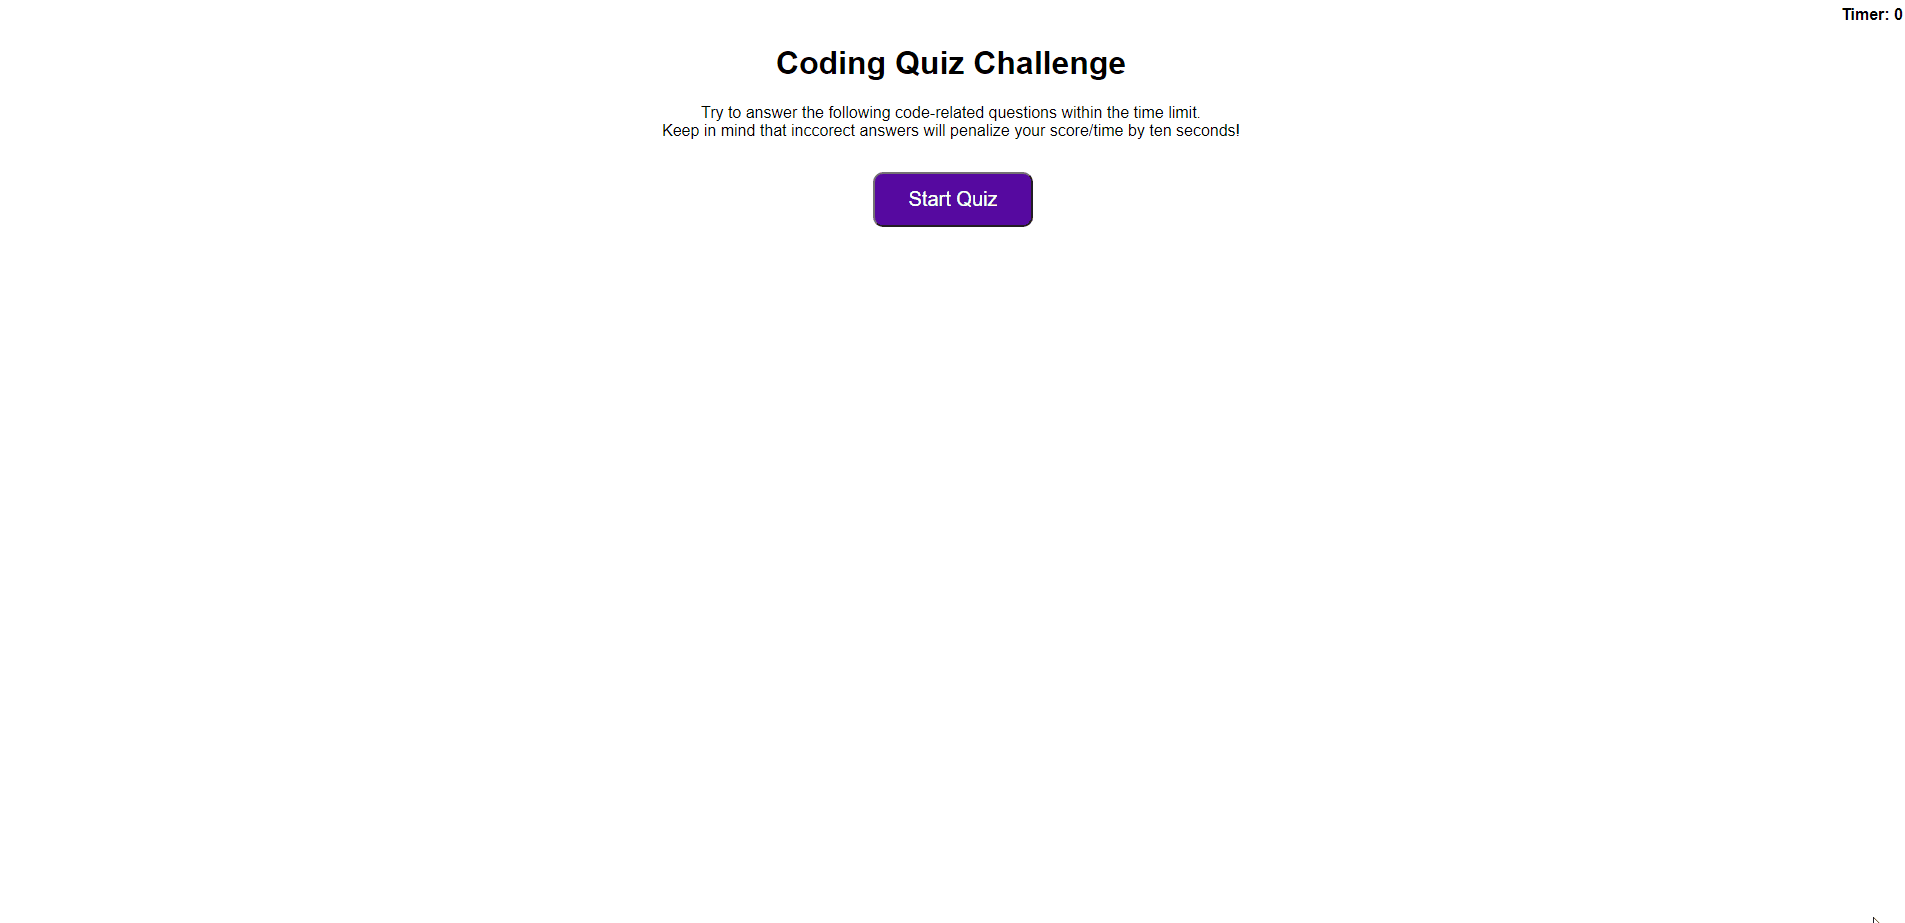 Timer: 0
Coding Quiz Challenge
Try to answer the following code-related questions within the time limit.
Keep in mind that inccorect answers will penalize your score/time by ten seconds!
Start Quiz